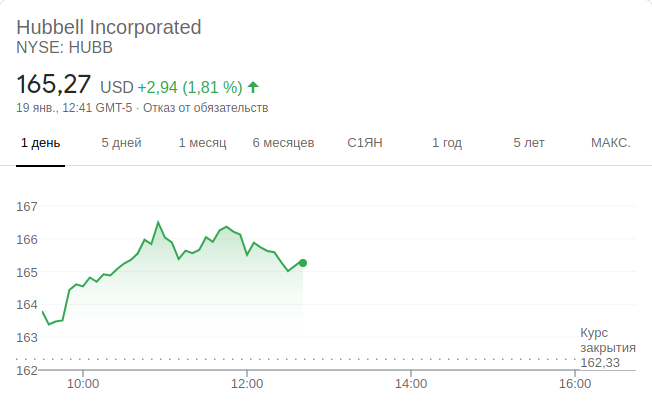 Hubbell Incorporated
NYSE: HUBB
165,27 USD +2,94 (1,81 %)
19 янв., 12:41 GMT-5 · Отказ от обязательств
1 день 5 дней 1 месяц 6 месяцев С1ЯН 1 год 5 лет МАКС.
167
166
165
164
163
Курс
закрытия
162,33
162
10:00 12:00 14:00 16:00